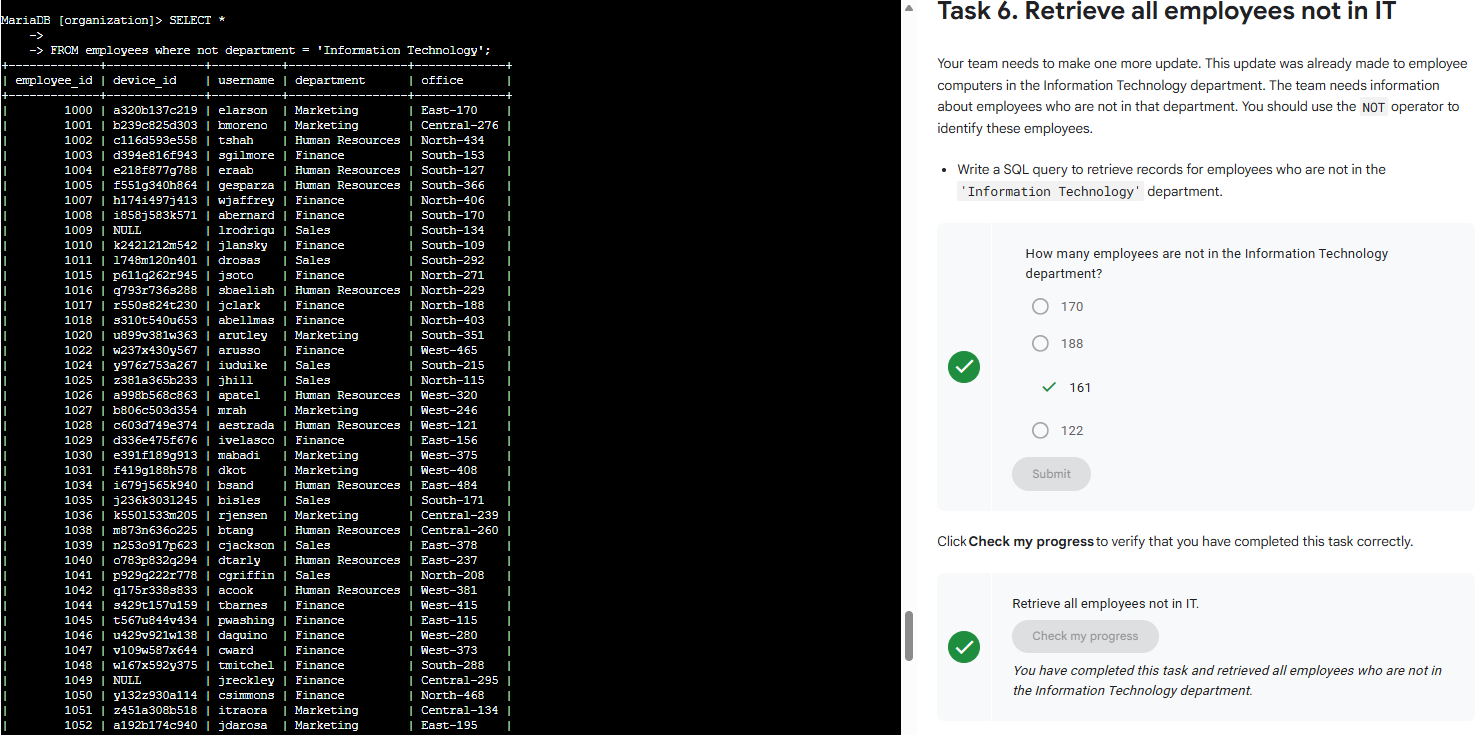 MariaDB [organization]> SELECT *
->
-> FROM employees where not department = 'Information Technology';
+-------------+--------------+----------+-----------------+-------------+
| employee_id | device_id | username | department | office |
+-------------+--------------+----------+-----------------+-------------+
| 1000 | a320b137c219 | elarson | Marketing | East-170 |
| 1001 | b239c825d303 | bmoreno | Marketing | Central-276 |
| 1002 | c116d593e558 | tshah | Human Resources | North-434 |
| 1003 | d394e816f943 | sgilmore | Finance | South-153 |
| 1004 | e218f877g788 | eraab | Human Resources | South-127 |
| 1005 | f551g340h864 | gesparza | Human Resources | South-366 |
| 1007 | h174i497j413 | wjaffrey | Finance | North-406 |
| 1008 | i858j583k571 | abernard | Finance | South-170 |
| 1009 | NULL | lrodriqu | Sales | South-134 |
| 1010 | k242l212m542 | jlansky | Finance | South-109 |
| 1011 | l748m120n401 | drosas | Sales | South-292 |
| 1015 | p611q262r945 | jsoto | Finance | North-271 |
| 1016 | q793r736s288 | sbaelish | Human Resources | North-229 |
| 1017 | r550s824t230 | jclark | Finance | North-188 |
| 1018 | s310t540u653 | abellmas | Finance | North-403 |
| 1020 | u899v381w363 | arutley | Marketing | South-351 |
| 1022 | w237x430y567 | arusso | Finance | West-465 |
| 1024 | y976z753a267 | iuduike | Sales | South-215 |
| 1025 | z381a365b233 | jhill | Sales | North-115 |
| 1026 | a998b568c863 | apatel | Human Resources | West-320 |
| 1027 | b806c503d354 | mrah | Marketing | West-246 |
| 1028 | c603d749e374 | aestrada | Human Resources | West-121 |
| 1029 | d336e475f676 | ivelasco | Finance | East-156 |
| 1030 | e391f189g913 | mabadi | Marketing | West-375 |
| 1031 | f419g188h578 | dkot | Marketing | West-408 |
| 1034 | i679j565k940 | bsand | Human Resources | East-484 |
| 1035 | j236k303l245 | bisles | Sales | South-171 |
| 1036 | k550l533m205 | rjensen | Marketing | Central-239 |
| 1038 | m873n636o225 | btang | Human Resources | Central-260 |
| 1039 | n253o917p623 | cjackson | Sales | East-378 |
| 1040 | o783p832q294 | dtarly | Human Resources | East-237 |
| 1041 | p929q222r778 | cgriffin | Sales | North-208 |
| 1042 | q175r338s833 | acook | Human Resources | West-381 |
| 1044 | s429t157u159 | tbarnes | Finance | West-415 |
| 1045 | t567u844v434 | pwashing | Finance | East-115 |
| 1046 | u429v921w138 | daquino | Finance | West-280 |
| 1047 | v109w587x644 | cward | Finance | West-373 |
| 1048 | w167x592y375 | tmitchel | Finance | South-288 |
| 1049 | NULL | jreckley | Finance | Central-295 |
| 1050 | y132z930a114 | csimmons | Finance | North-468 |
| 1051 | z451a308b518 | itraora | Marketing | Central-134 |
| 1052 | a192b174c940 | jdarosa | Marketing | East-195 |
Task 6. Retrieve all employees not in IT
Your team needs to make one more update. This update was already made to employee
computers in the Information Technology department. The team needs information
about employees who are not in that department. You should use the NOT operator to
identify these employees.
• Write a SQL query to retrieve records for employees who are not in the
'Information Technology' department.
How many employees are not in the Information Technology
department?
170
188
161
122
Submit
Click Check my progress to verify that you have completed this task correctly.
Retrieve all employees not in IT.
Check my progress
You have completed this task and retrieved all employees who are not in
the Information Technology department.